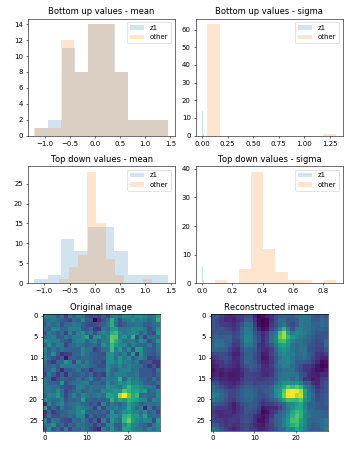 Bottom up values - mean
Bottom up values - sigma
14
12
10
8
6
4
2
0
z1
other
−1.0 −0.5 0.0 0.5 1.0 1.5
60
50
40
30
20
10
0
z1
other
0.00 0.25 0.50 0.75 1.00 1.25
Top down values - mean
Top down values - sigma
25
20
15
10
5
0
z1
other
−1.0 −0.5 0.0 0.5 1.0 1.5
40
30
20
10
0
z1
other
0.0 0.2 0.4 0.6 0.8
Original image
Reconstructed image
0
5
10
15
20
25
0 10 20
0
5
10
15
20
25
0 10 20